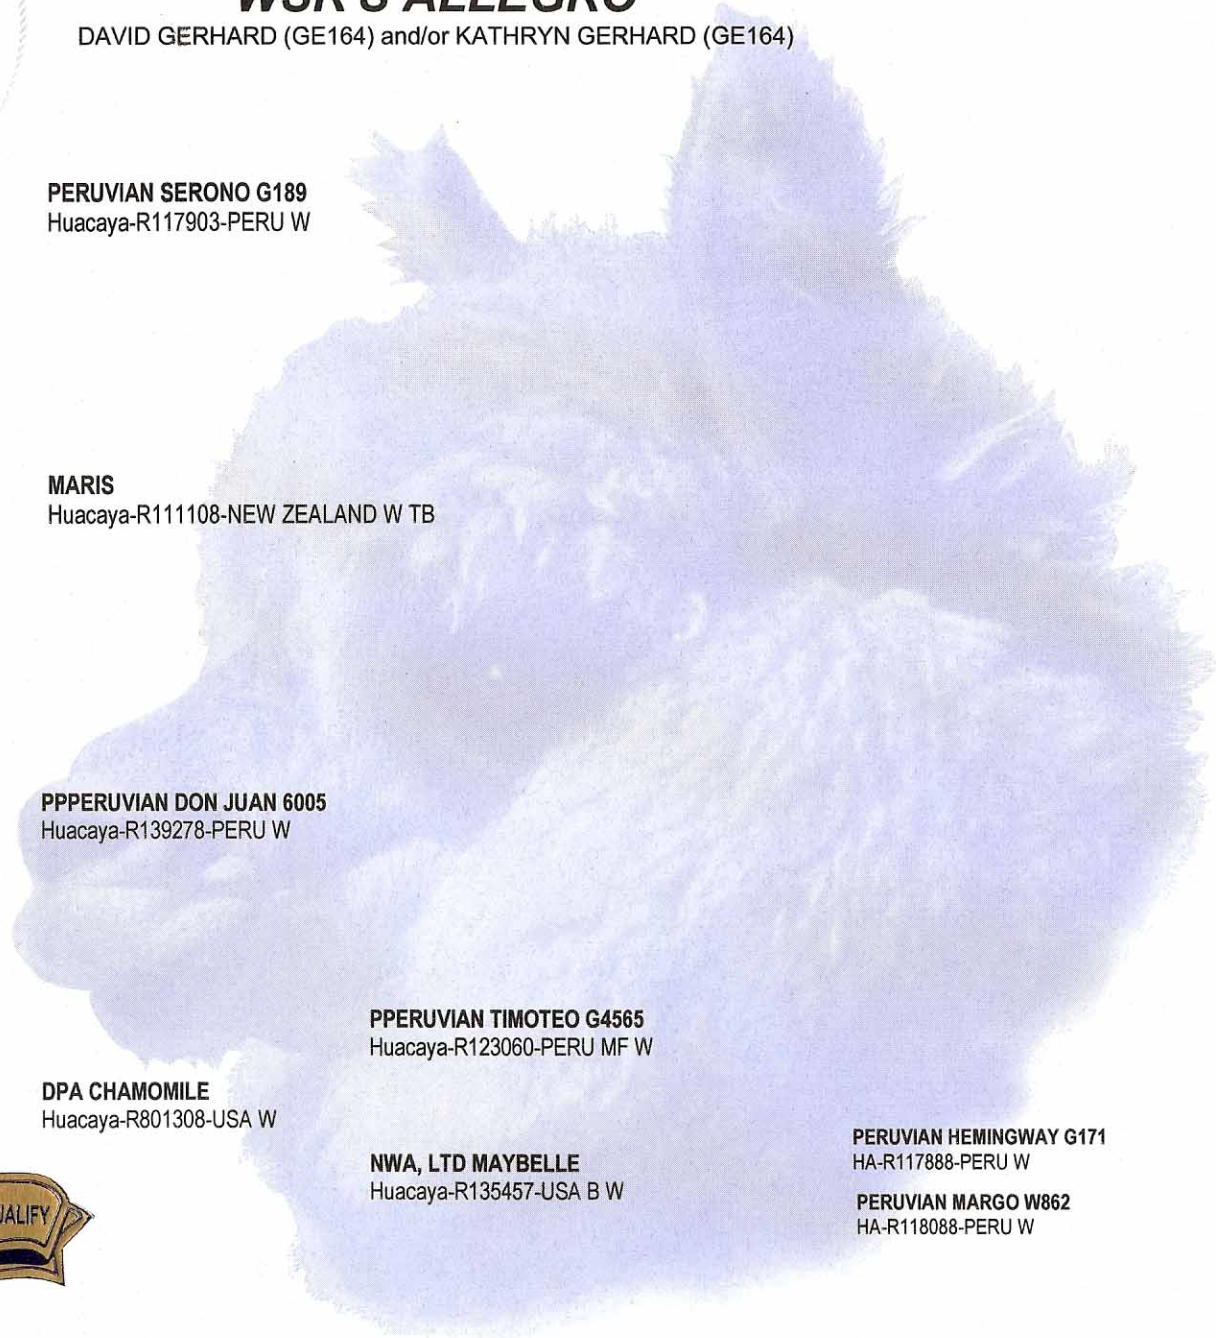 WSR'S ALLEGRO
DAVID GERHARD (GE164) and/or KATHRYN GERHARD (GE164)
PERUVIAN SERONO G189
Huacaya-R117903-PERU W
MARIS
Huacaya-R111108-NEW ZEALAND W TB
PPPERUVIAN DON JUAN 6005
Huacaya-R139278-PERU W
PPERUVIAN TIMOTEO G4565
Huacaya-R123060-PERU MF W
DPA CHAMOMILE
Huacaya-R801308-USA W
NWA, LTD MAYBELLE
Huacaya-R135457-USA B W
PERUVIAN HEMINGWAY G171
HA-R117888-PERU W
PERUVIAN MARGO W862
HA-R118088-PERU W